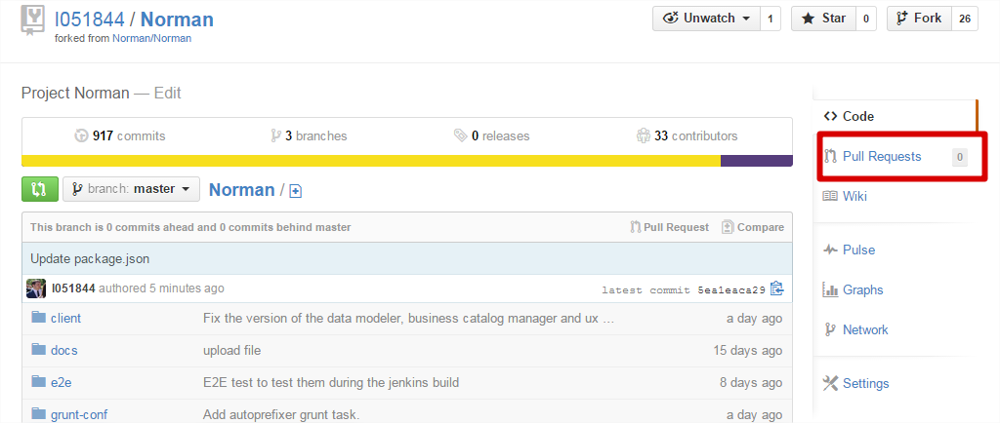 I051844 / Norman
forked from Norman/Norman
Unwatch 1
Star 0
Fork 26
Project Norman — Edit
917 commits
3 branches
0 releases
33 contributors
branch: master
Norman /
This branch is 0 commits ahead and 0 commits behind master
Pull Request
Compare
Update package.json
I051844 authored 5 minutes ago
latest commit 5ea1eaca29
client Fix the version of the data modeler, business catalog manager and ux … a day ago
docs upload file 15 days ago
e2e E2E test to test them during the jenkins build 8 days ago
grunt-conf Add autoprefixer grunt task. a day ago
Code
Pull Requests 0
Wiki
Pulse
Graphs
Network
Settings